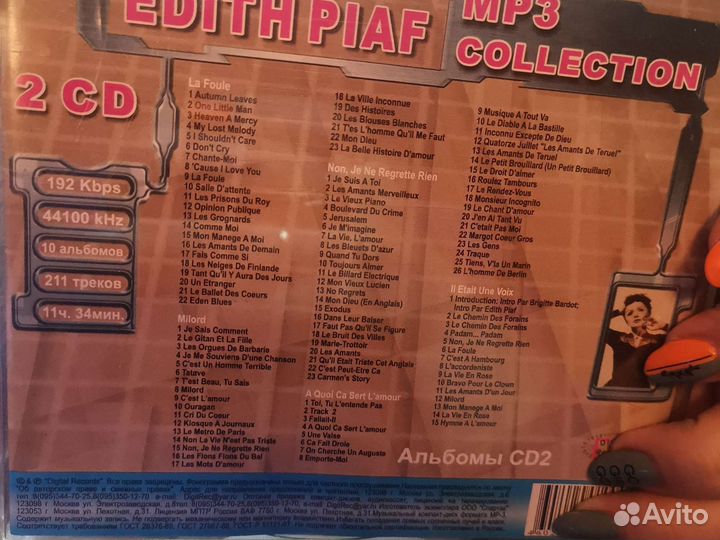 EDITH PIAF
MP3
COLLECTION
2 CD
192 Kbps
44100 kHz
10 альбомов
211 треков
11ч. 34мин.
La Foule
1 Autumn Leaves
2 One Little Man
3 Heaven A Mercy
4 My Lost Melody
5 I Shouldn't Care
6 Don't Cry
7 Chante-Moi
8 'Cause I Love You
9 La Foule
10 Salle D'attente
11 Les Prisons Du Roy
12 Opinion Publique
13 Les Grognards
14 Comme Moi
15 Mon Manege A Moi
16 Les Amants De Demain
17 Fais Comme Si
18 Les Neiges De Finlande
19 Tant Qu'il Y Aura Des Jours
20 Un Etranger
21 Le Ballet Des Coeurs
22 Eden Blues
Milord
1 Je Sais Comment
2 Le Gitan Et La Fille
3 Les Orgues De Barbarie
4 Je Me Souviens D'une Chanson
5 C'est Un Homme Terrible
6 Tatave
7 T'est Beau, Tu Sais
8 Milord
9 C'est L'amour
10 Ouragan
11 Cri Du Coeur
12 Kiosque A Journaux
13 Le Metro De Paris
14 Non La Vie N'est Pas Triste
15 Non, Je Ne Regrette Rien
16 Les Flons Flons Du Bal
17 Les Mots D'amour
16 La Ville Inconnue
19 Des Histoires
20 Les Blouses Blanches
21 T'es L'homme Qu'il Me Faut
22 Mon Dieu
23 La Belle Histoire D'amour
Non, Je Ne Regrette Rien
1 Je Suis A Toi
2 Les Amants Merveilleux
3 Le Vieux Piano
4 Boulevard Du Crime
5 Jerusalem
6 Je M'imagine
7 La Vie, L'amour
8 Les Bleuets D'azur
9 Quand Tu Dors
10 Toujours Aimer
11 Le Billard Electrique
12 Mon Vieux Lucien
13 No Regrets
14 Mon Dieu (En Anglais)
15 Exodus
16 Dans Leur Baiser
17 Faut Pas Qu'il Se Figure
18 Le Bruit Des Villes
19 Marie-Trottoir
20 Les Amants
21 Qu'il Etait Triste Cet Anglais
22 C'est Peut-Etre Ca
23 Carmen's Story
A Quoi Ca Sert L'amour
1 Toi, Tu L'entends Pas
2 Track 2
3 Fallait-Il
4 A Quoi Ca Sert L'amour
5 Une Valse
6 Ca Fait Drole
7 On Cherche Un Auguste
8 Emporte-Moi
9 Musique A Tout Va
10 Le Diable A La Bastille
11 Inconnu Excepte De Dieu
12 Quatorze Juillet "Les Amants De Teruel"
13 Les Amants De Teruel
14 Le Petit Brouillard (Un Petit Brouillard)
15 Le Droit D'aimer
16 Roulez Tambours
17 Le Rendez-Vous
18 Monsieur Incognito
19 Le Chant D'amour
20 J'en Ai Tant Vu
21 C'etait Pas Moi
22 Margot Coeur Gros
23 Les Gens
24 Traque
25 Tiens, V'la Un Marin
26 L'homme De Berlin
Il Etait Une Voix
1 Introduction: Intro Par Brigitte Bardot;
Intro Par Edith Piaf
2 Le Chemin Des Forains
3 Le Chemin Des Forains
4 Padam... Padam
5 Non, Je Ne Regrette Rien
6 La Foule
7 C'est A Hambourg
8 L'accordeniste
9 La Vie En Rose
10 Bravo Pour Le Clown
11 Les Amants D'un Jour
12 Milord
13 Mon Manege A Moi
14 La Vie En Rose
15 Hymne A L'amour
Альбомы CD2
Avito